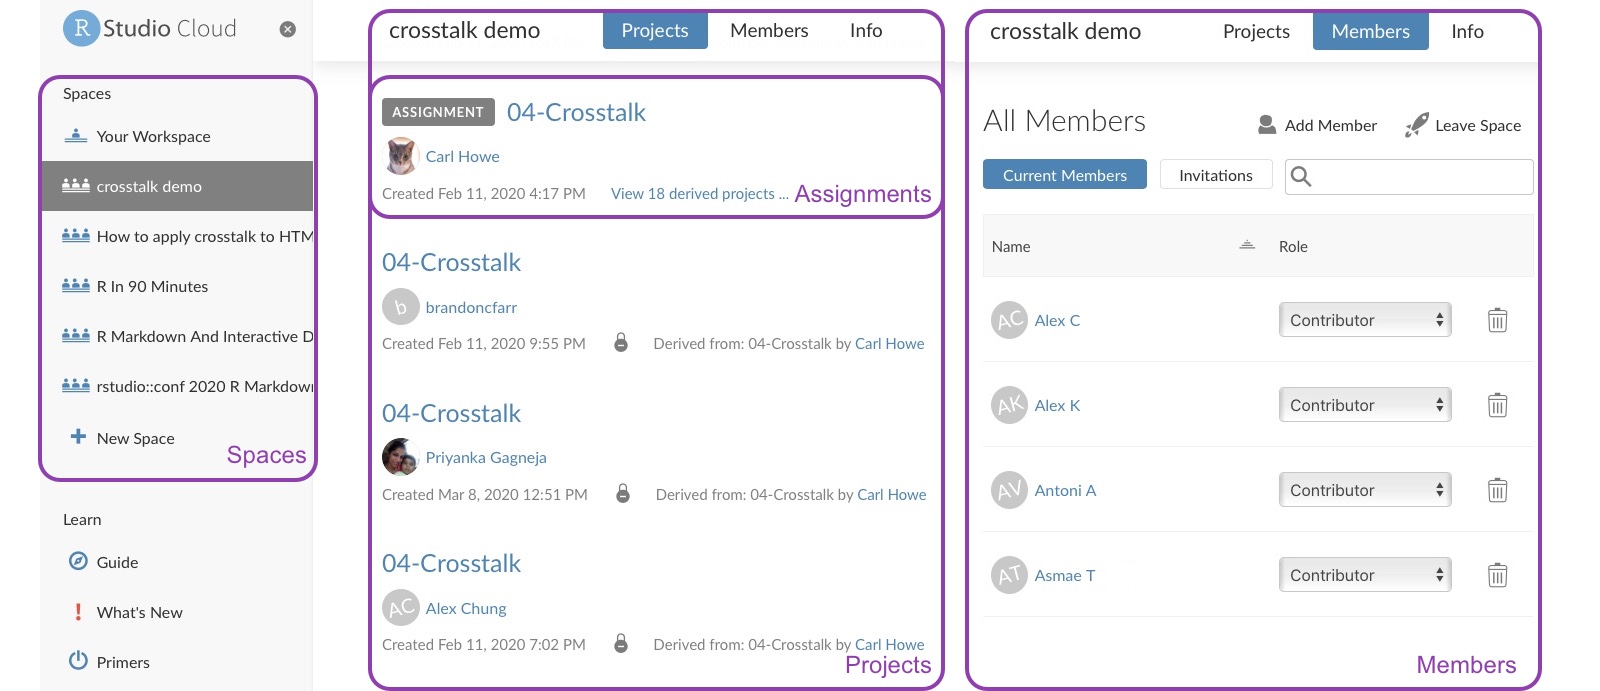 R Studio Cloud
Spaces
Your Workspace
crosstalk demo
How to apply crosstalk to HTM
R In 90 Minutes
R Markdown And Interactive D
rstudio::conf 2020 R Markdown
New Space
Spaces
Learn
Guide
What's New
Primers
crosstalk demo Projects Members Info
ASSIGNMENT 04-Crosstalk
Carl Howe
Created Feb 11, 2020 4:17 PM View 18 derived projects ... Assignments
04-Crosstalk
b brandoncfarr
Created Feb 11, 2020 9:55 PM Derived from: 04-Crosstalk by Carl Howe
04-Crosstalk
Priyanka Gagneja
Created Mar 8, 2020 12:51 PM Derived from: 04-Crosstalk by Carl Howe
04-Crosstalk
AC Alex Chung
Created Feb 11, 2020 7:02 PM Derived from: 04-Crosstalk by Carl Howe
Projects
crosstalk demo Projects Members Info
All Members Add Member Leave Space
Current Members Invitations
Name Role
AC Alex C Contributor
AK Alex K Contributor
AV Antoni A Contributor
AT Asmae T Contributor
Members